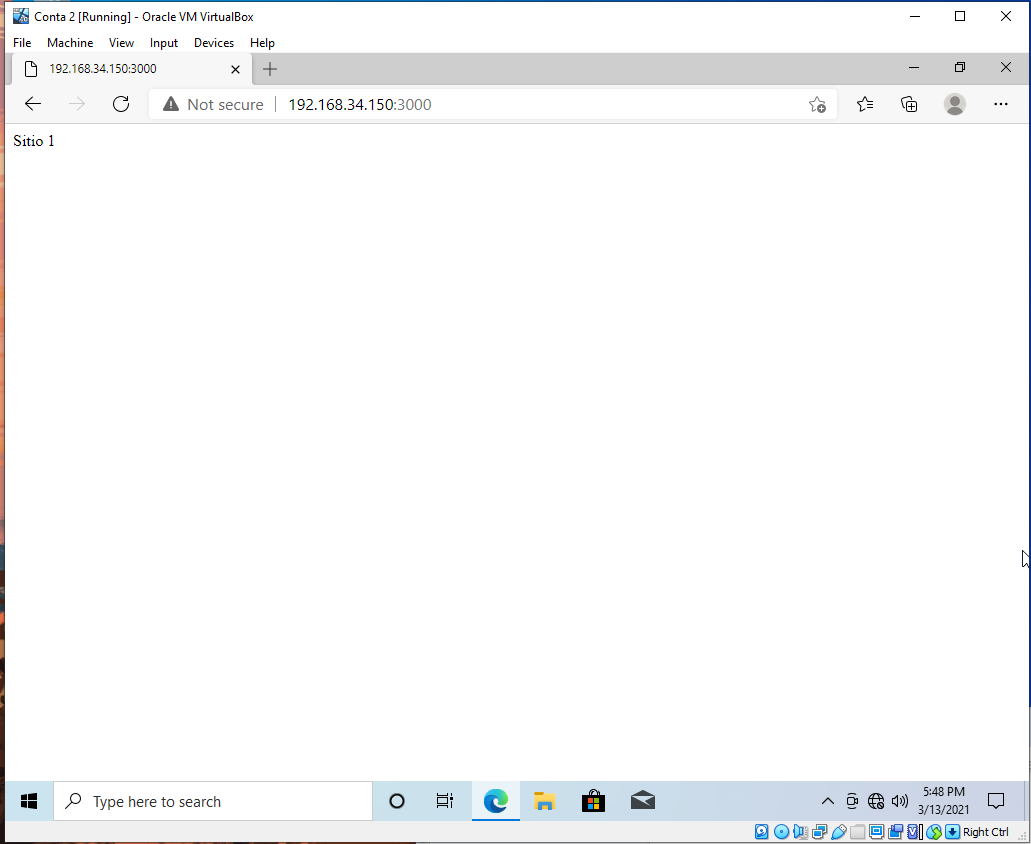 Conta 2 [Running] - Oracle VM VirtualBox
File Machine View Input Devices Help
192.168.34.150:3000
Not secure 192.168.34.150:3000
Sitio 1
Type here to search
5:48 PM
3/13/2021
Right Ctrl